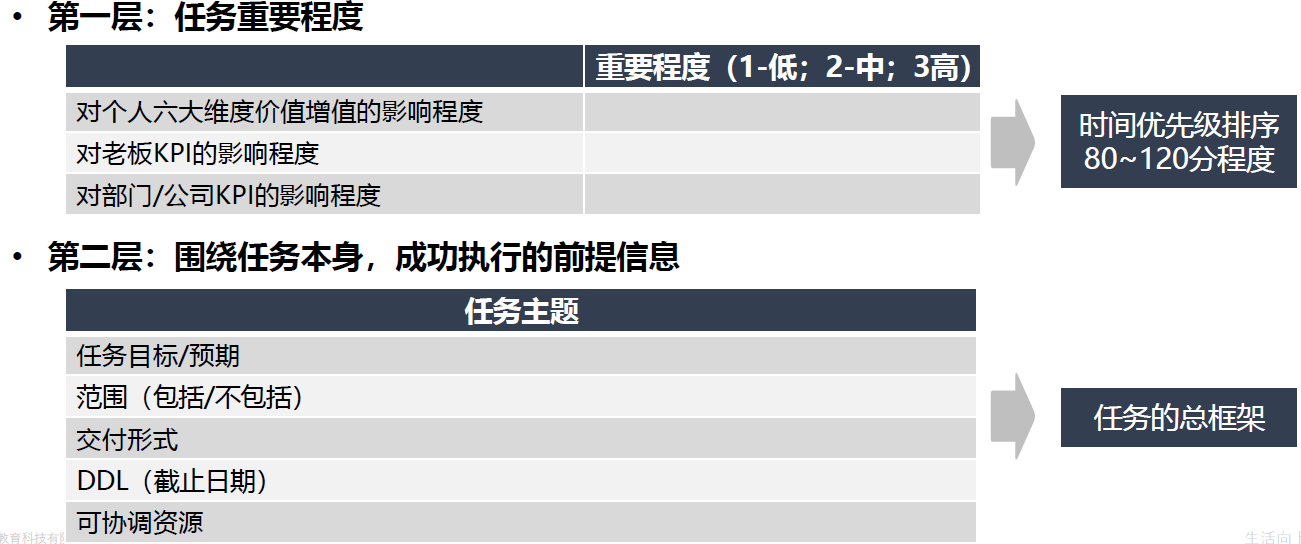 • 第一层：任务重要程度
重要程度（1-低；2-中；3高）
对个人六大维度价值增值的影响程度
对老板KPI的影响程度
对部门/公司KPI的影响程度
时间优先级排序
80~120分程度
• 第二层：围绕任务本身，成功执行的前提信息
任务主题
任务目标/预期
范围（包括/不包括）
交付形式
DDL（截止日期）
可协调资源
任务的总框架
教育科技有
生活向